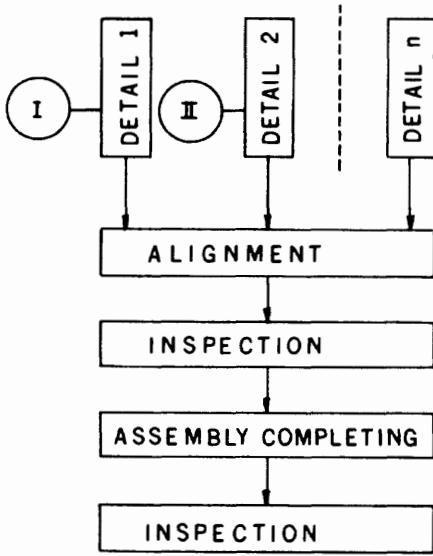 I
DETAIL 1
II
DETAIL 2
DETAIL n
ALIGNMENT
INSPECTION
ASSEMBLY COMPLETING
INSPECTION